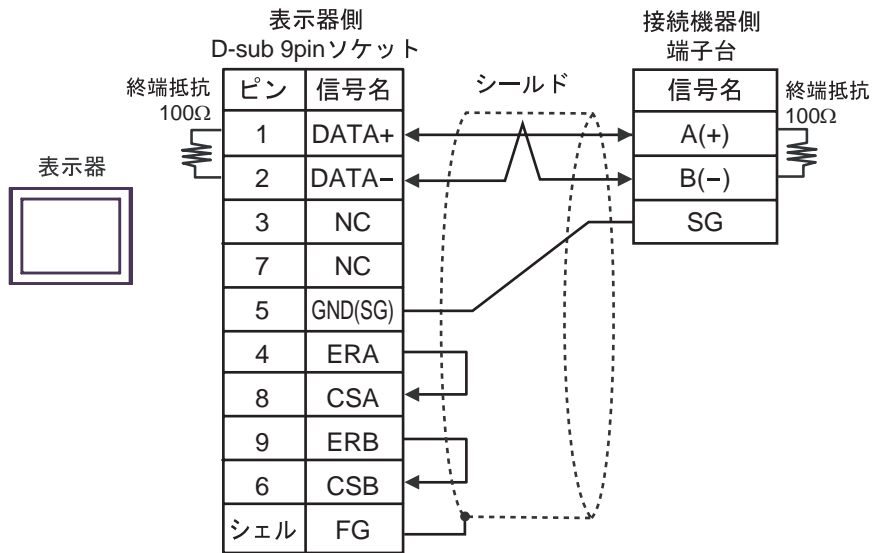 表示器側
D-sub 9pinソケット
接続機器側
端子台
終端抵抗
100Ω
ピン 信号名
シールド
信号名
終端抵抗
100Ω
1 DATA+
A(+)
2 DATA−
B(−)
表示器
3 NC
SG
7 NC
5 GND(SG)
4 ERA
8 CSA
9 ERB
6 CSB
シェル FG